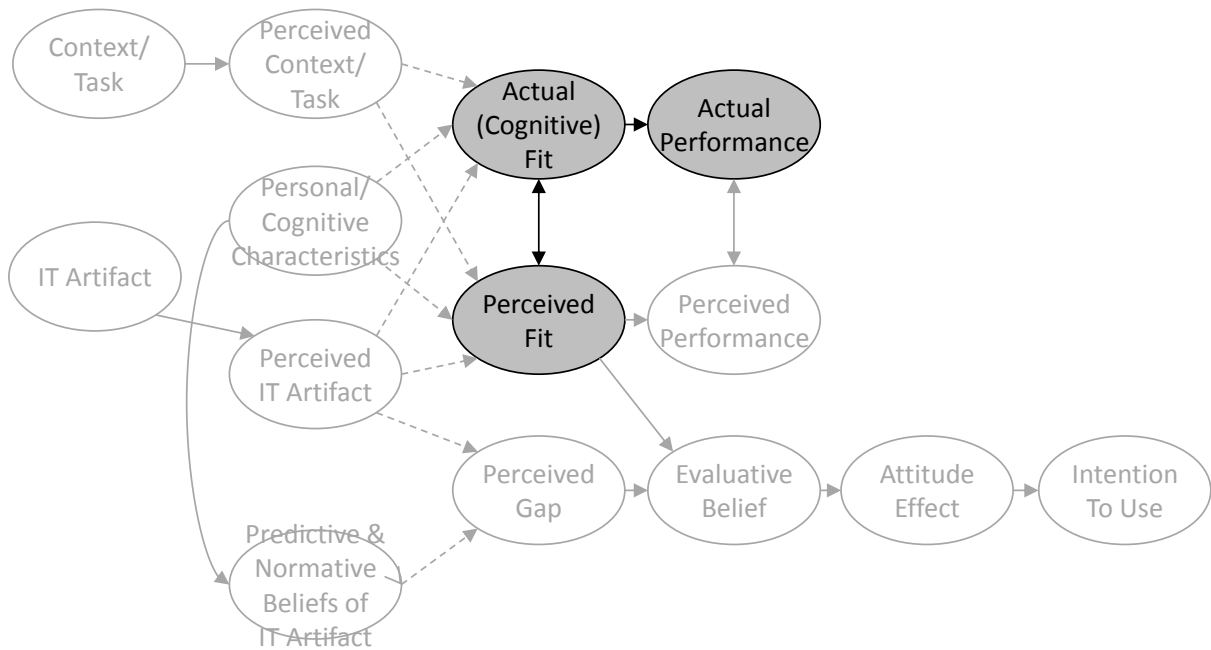 Context/
Task
Perceived
Context/
Task
Actual
(Cognitive)
Fit
Actual
Performance
Personal/
Cognitive
Characteristics
IT Artifact
Perceived
IT Artifact
Perceived
Fit
Perceived
Performance
Perceived
Gap
Evaluative
Belief
Attitude
Effect
Intention
To Use
Predictive &
Normative
Beliefs of
IT Artifact